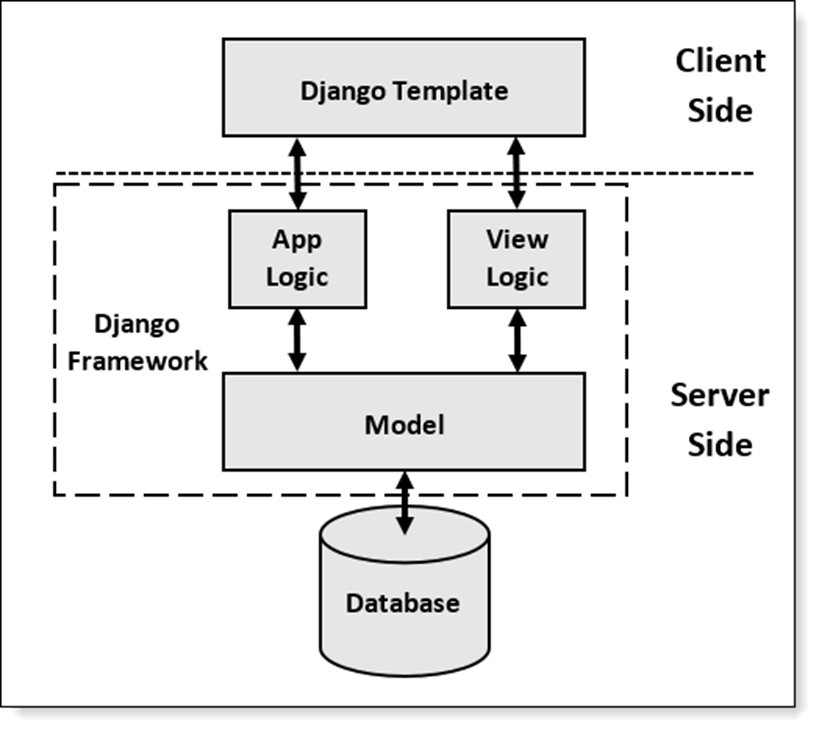 Django Template
Client
Side
App
Logic
View
Logic
Django
Framework
Model
Server
Side
Database